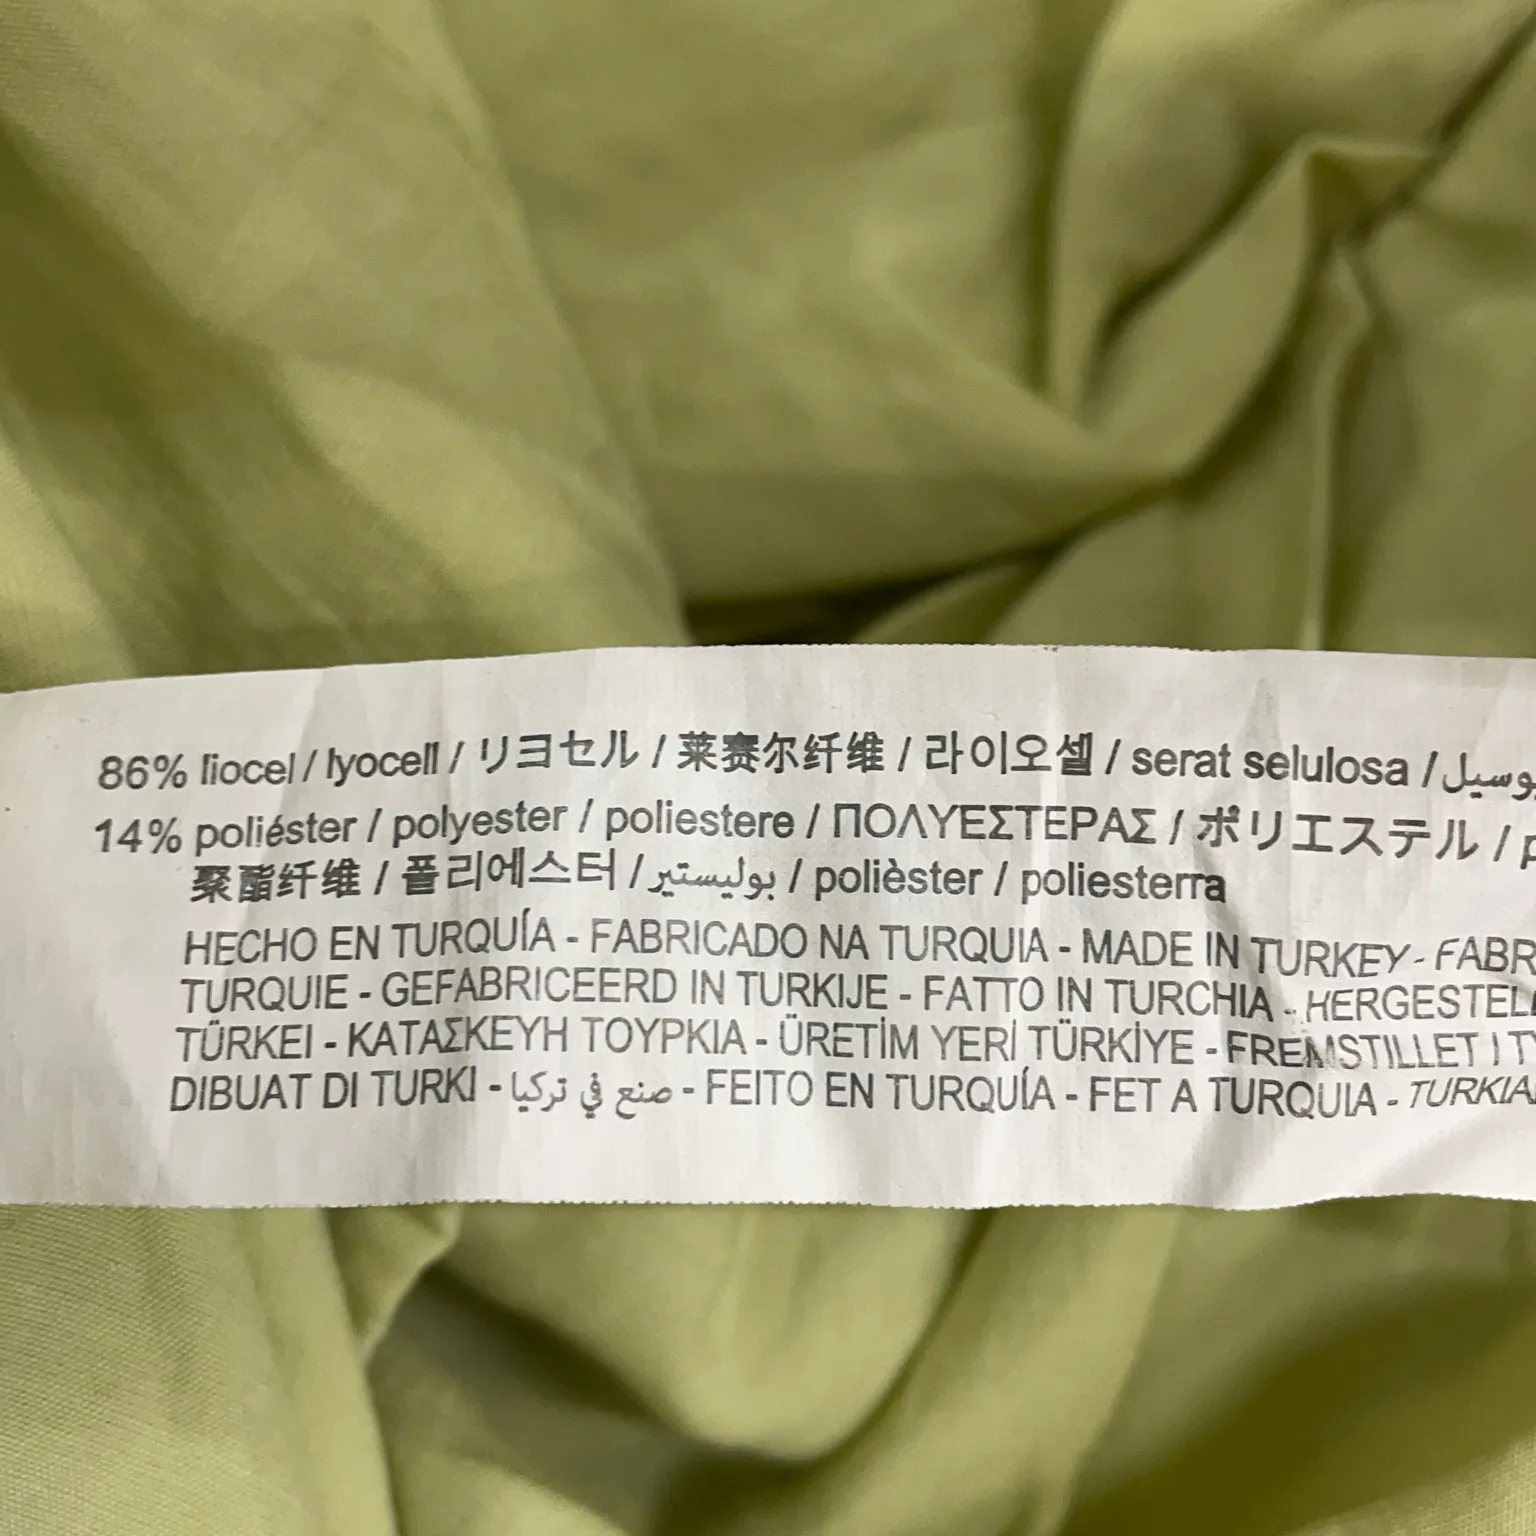 86% liocel / lyocell / リヨセル / 莱赛尔纤维 / 라이오셀 / serat selulosa /
14% poliéster / polyester / poliestere / ΠΟΛΥΕΣΤΕΡΑΣ / ポリエステル /
聚酯纤维 / 폴리에스터 / بوليستير / polièster / poliesterra
HECHO EN TURQUÍA - FABRICADO NA TURQUIA - MADE IN TURKEY -
TURQUIE - GEFABRICEERD IN TURKIJE - FATTO IN TURCHIA -
TÜRKEI - ΚΑΤΑΣΚΕΥΗ ΤΟΥΡΚΙΑ - ÜRETİM YERİ TÜRKİYE - FREMSTILLET I
DIBUAT DI TURKI - صنع في تركيا - FEITO EN TURQUÍA - FET A TURQUIA -